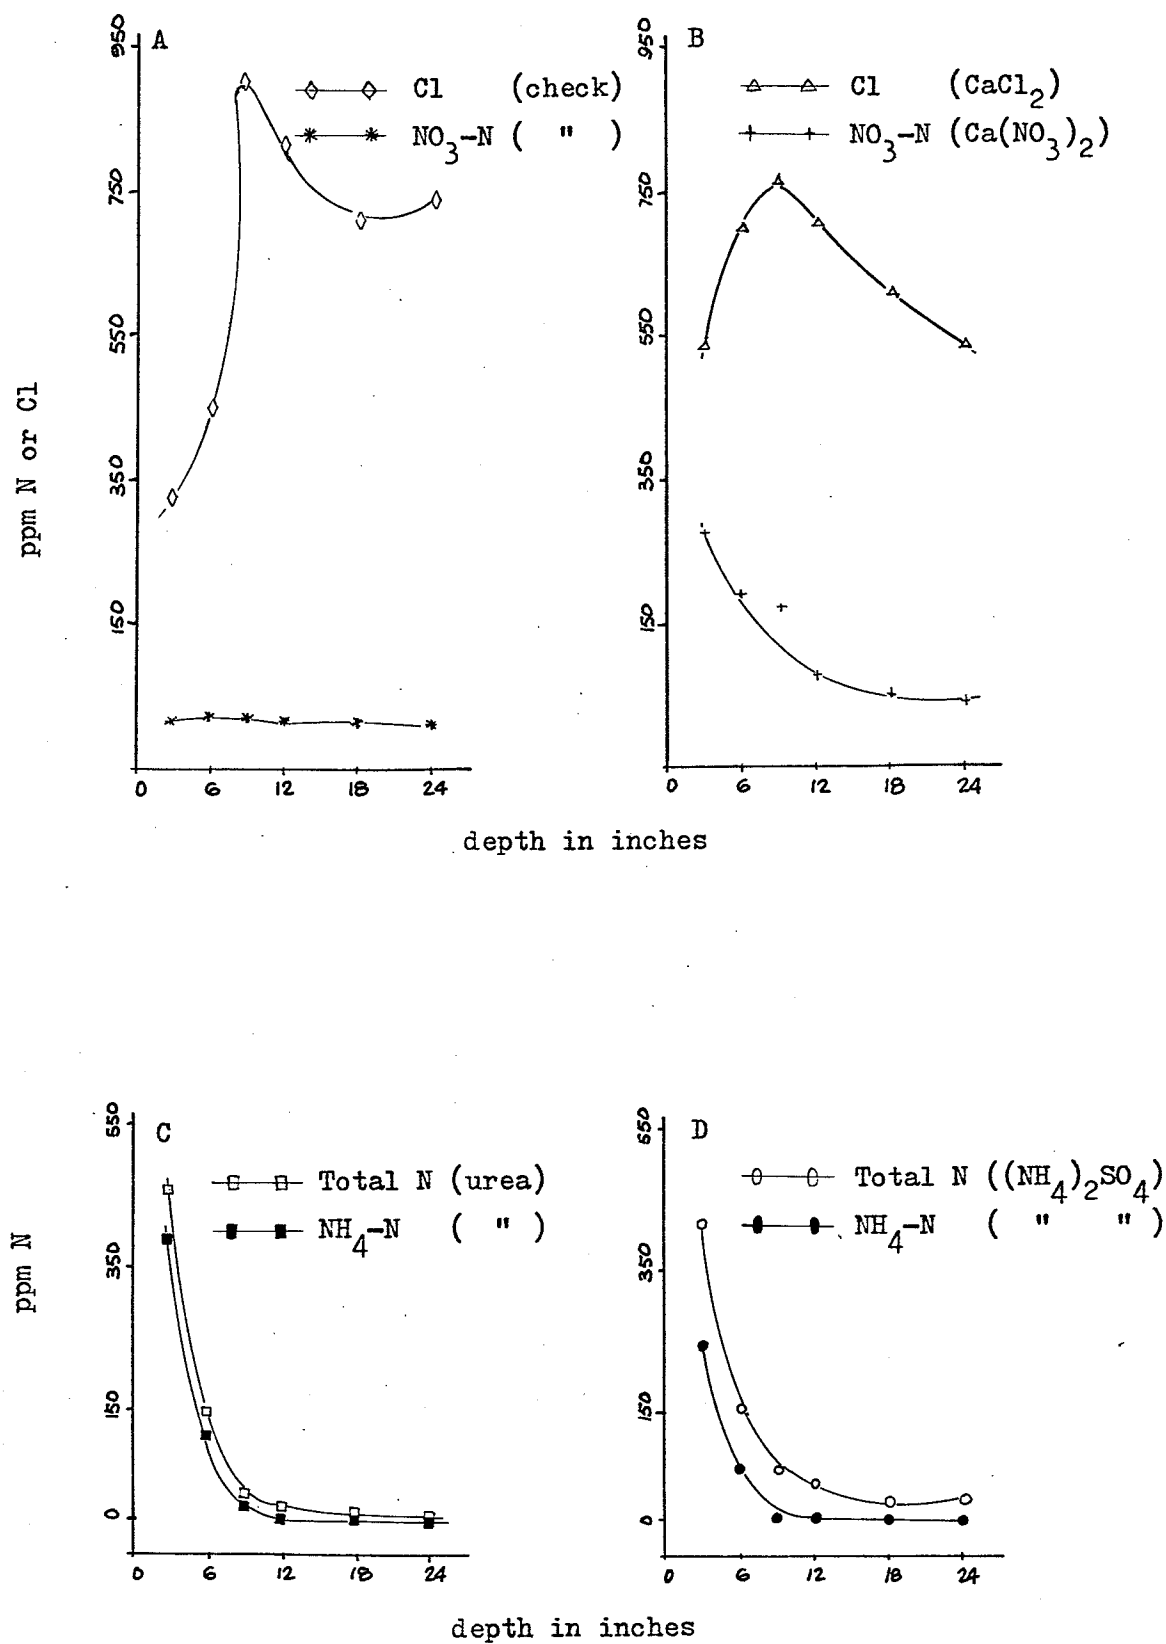 A
Cl (check)
NO3-N ( " )
950
750
550
350
150
0 6 12 18 24
B
Cl (CaCl2)
NO3-N (Ca(NO3)2)
950
750
550
350
150
0 6 12 18 24
ppm N or Cl
depth in inches
C
Total N (urea)
NH4-N ( " )
550
350
150
0
0 6 12 18 24
D
Total N ((NH4)2SO4)
NH4-N ( " " )
650
350
150
0
0 6 12 18 24
ppm N
depth in inches